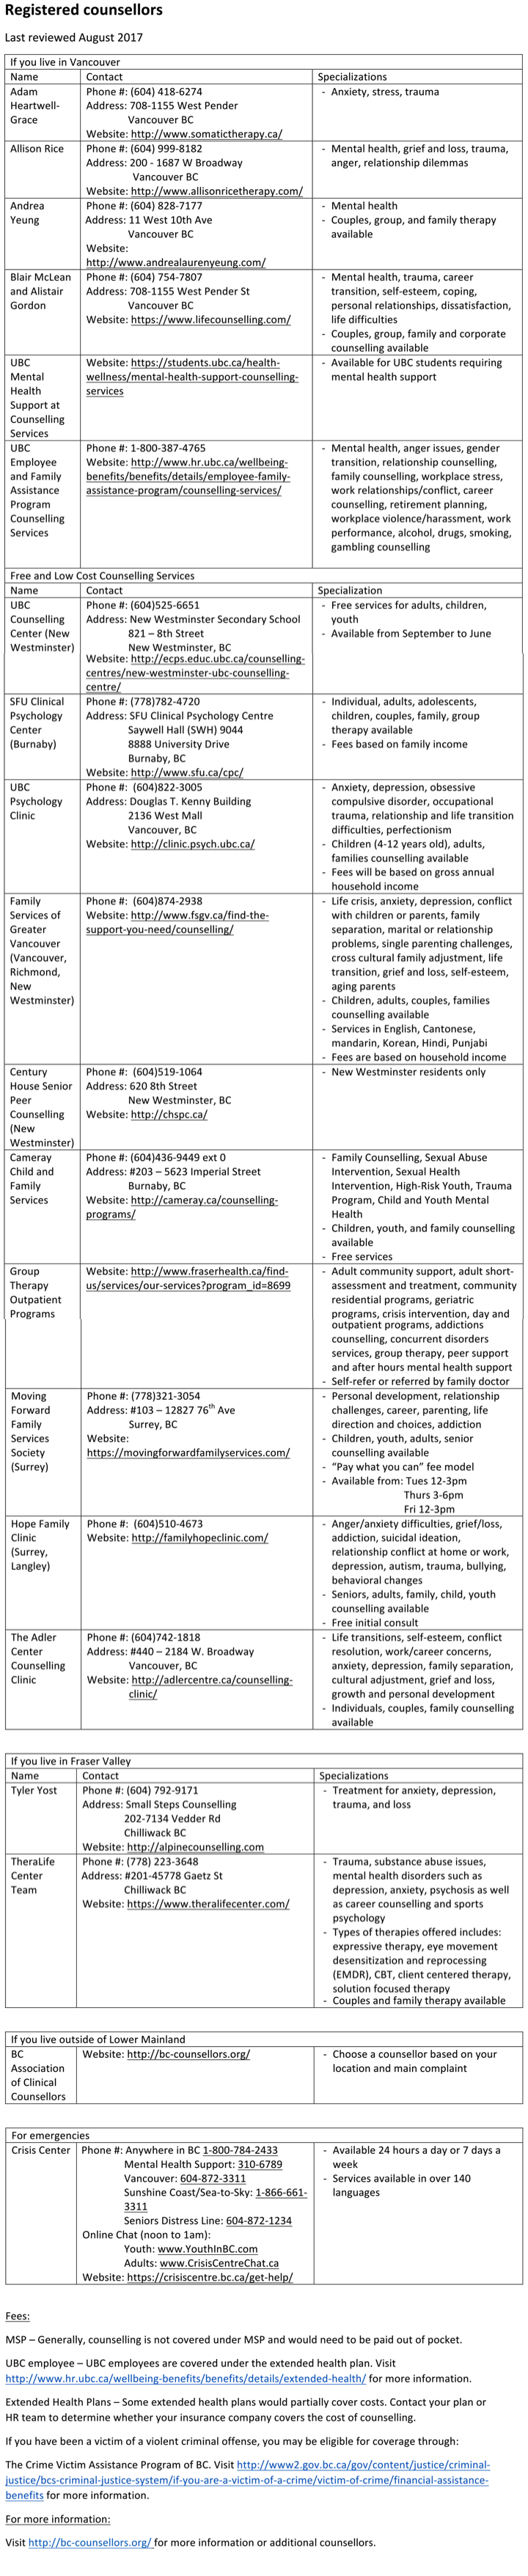 Registered counsellors
Last reviewed August 2017
If you live in Vancouver
Name Contact Specializations
Adam Heartwell-Grace
Phone #: (604) 418-6274
Address: 708-1155 West Pender
Vancouver BC
Website: http://www.somatictherapy.ca/
- Anxiety, stress, trauma
Allison Rice
Phone #: (604) 999-8182
Address: 200 - 1687 W Broadway
Vancouver BC
Website: http://www.allisonricetherapy.com/
- Mental health, grief and loss, trauma,
anger, relationship dilemmas
Andrea
Yeung
Phone #: (604) 828-7177
Address: 11 West 10th Ave
Vancouver BC
Website:
http://www.andrealaurenyeung.com/
- Mental health
- Couples, group, and family therapy
available
Blair McLean
and Alistair
Gordon
Phone #: (604) 754-7807
Address: 708-1155 West Pender St
Vancouver BC
Website: https://www.lifecounselling.com/
- Mental health, trauma, career
transition, self-esteem, coping,
personal relationships, dissatisfaction,
life difficulties
- Couples, group, family and corporate
counselling available
UBC
Mental
Health
Support at
Counselling
Services
Website: https://students.ubc.ca/health-
wellness/mental-health-support-counselling-
services
- Available for UBC students requiring
mental health support
UBC
Employee
and Family
Assistance
Program
Counselling
Services
Phone #: 1-800-387-4765
Website: http://www.hr.ubc.ca/wellbeing-
benefits/benefits/details/employee-family-
assistance-program/counselling-services/
- Mental health, anger issues, gender
transition, relationship counselling,
family counselling, workplace stress,
work relationships/conflict, career
counselling, retirement planning,
workplace violence/harassment, work
performance, alcohol, drugs, smoking,
gambling counselling
Free and Low Cost Counselling Services
Name Contact Specialization
UBC
Counselling
Center (New
Westminster)
Phone #: (604)525-6651
Address: New Westminster Secondary School
821 – 8th Street
New Westminster, BC
Website: http://ecps.educ.ubc.ca/counselling-
centres/new-westminster-ubc-counselling-
centre/
- Free services for adults, children,
youth
- Available from September to June
SFU Clinical
Psychology
Center
(Burnaby)
Phone #: (778)782-4720
Address: SFU Clinical Psychology Centre
Saywell Hall (SWH) 9044
8888 University Drive
Burnaby, BC
Website: http://www.sfu.ca/cpc/
- Individual, adults, adolescents,
children, couples, family, group
therapy available
- Fees based on family income
UBC
Psychology
Clinic
Phone #: (604)822-3005
Address: Douglas T. Kenny Building
2136 West Mall
Vancouver, BC
Website: http://clinic.psych.ubc.ca/
- Anxiety, depression, obsessive
compulsive disorder, occupational
trauma, relationship and life transition
difficulties, perfectionism
- Children (4-12 years old), adults,
families counselling available
- Fees will be based on gross annual
household income
Family
Services of
Greater
Vancouver
(Vancouver,
Richmond,
New
Westminster)
Phone #: (604)874-2938
Website: http://www.fsgv.ca/find-the-
support-you-need/counselling/
- Life crisis, anxiety, depression, conflict
with children or parents, family
separation, marital or relationship
problems, single parenting challenges,
cross cultural family adjustment, life
transition, grief and loss, self-esteem,
aging parents
- Children, adults, couples, families
counselling available
- Services in English, Cantonese,
mandarin, Korean, Hindi, Punjabi
- Fees are based on household income
Century
House Senior
Peer
Counselling
(New
Westminster)
Phone #: (604)519-1064
Address: 620 8th Street
New Westminster, BC
Website: http://chspc.ca/
- New Westminster residents only
Cameray
Child and
Family
Services
Phone #: (604)436-9449 ext 0
Address: #203 – 5623 Imperial Street
Burnaby, BC
Website: http://cameray.ca/counselling-
programs/
- Family Counselling, Sexual Abuse
Intervention, Sexual Health
Intervention, High-Risk Youth, Trauma
Program, Child and Youth Mental
Health
- Children, youth, and family counselling
available
- Free services
Group
Therapy
Outpatient
Programs
Website: http://www.fraserhealth.ca/find-
us/services/our-services?program_id=8699
- Adult community support, adult short-
assessment and treatment, community
residential programs, geriatric
programs, crisis intervention, day and
outpatient programs, addictions
counselling, concurrent disorders
services, group therapy, peer support
and after hours mental health support
- Self-refer or referred by family doctor
Moving
Forward
Family
Services
Society
(Surrey)
Phone #: (778)321-3054
Address: #103 – 12827 76th Ave
Surrey, BC
Website:
https://movingforwardfamilyservices.com/
- Personal development, relationship
challenges, career, parenting, life
direction and choices, addiction
- Children, youth, adults, senior
counselling available
- “Pay what you can” fee model
- Available from: Tues 12-3pm
Thurs 3-6pm
Fri 12-3pm
Hope Family
Clinic
(Surrey,
Langley)
Phone #: (604)510-4673
Website: http://familyhopeclinic.com/
- Anger/anxiety difficulties, grief/loss,
addiction, suicidal ideation,
relationship conflict at home or work,
depression, autism, trauma, bullying,
behavioral changes
- Seniors, adults, family, child, youth
counselling available
- Free initial consult
The Adler
Center
Counselling
Clinic
Phone #: (604)742-1818
Address: #440 – 2184 W. Broadway
Vancouver, BC
Website: http://adlercentre.ca/counselling-
clinic/
- Life transitions, self-esteem, conflict
resolution, work/career concerns,
anxiety, depression, family separation,
cultural adjustment, grief and loss,
growth and personal development
- Individuals, couples, family counselling
available
If you live in Fraser Valley
Name Contact Specializations
Tyler Yost
Phone #: (604) 792-9171
Address: Small Steps Counselling
202-7134 Vedder Rd
Chilliwack BC
Website: http://alpinecounselling.com
- Treatment for anxiety, depression,
trauma, and loss
TheraLife
Center
Team
Phone #: (778) 223-3648
Address: #201-45778 Gaetz St
Chilliwack BC
Website: https://www.theralifecenter.com/
- Trauma, substance abuse issues,
mental health disorders such as
depression, anxiety, psychosis as well
as career counselling and sports
psychology
- Types of therapies offered includes:
expressive therapy, eye movement
desensitization and reprocessing
(EMDR), CBT, client centered therapy,
solution focused therapy
- Couples and family therapy available
If you live outside of Lower Mainland
BC
Association
of Clinical
Counsellors
Website: http://bc-counsellors.org/
- Choose a counsellor based on your
location and main complaint
For emergencies
Crisis Center
Phone #: Anywhere in BC 1-800-784-2433
Mental Health Support: 310-6789
Vancouver: 604-872-3311
Sunshine Coast/Sea-to-Sky: 1-866-661-
3311
Seniors Distress Line: 604-872-1234
Online Chat (noon to 1am):
Youth: www.YouthInBC.com
Adults: www.CrisisCentreChat.ca
Website: https://crisiscentre.bc.ca/get-help/
- Available 24 hours a day or 7 days a
week
- Services available in over 140
languages
Fees:
MSP – Generally, counselling is not covered under MSP and would need to be paid out of pocket.
UBC employee – UBC employees are covered under the extended health plan. Visit
http://www.hr.ubc.ca/wellbeing-benefits/benefits/details/extended-health/ for more information.
Extended Health Plans – Some extended health plans would partially cover costs. Contact your plan or
HR team to determine whether your insurance company covers the cost of counselling.
If you have been a victim of a violent criminal offense, you may be eligible for coverage through:
The Crime Victim Assistance Program of BC. Visit http://www2.gov.bc.ca/gov/content/justice/criminal-
justice/bcs-criminal-justice-system/if-you-are-a-victim-of-a-crime/victim-of-crime/financial-assistance-
benefits for more information.
For more information:
Visit http://bc-counsellors.org/ for more information or additional counsellors.